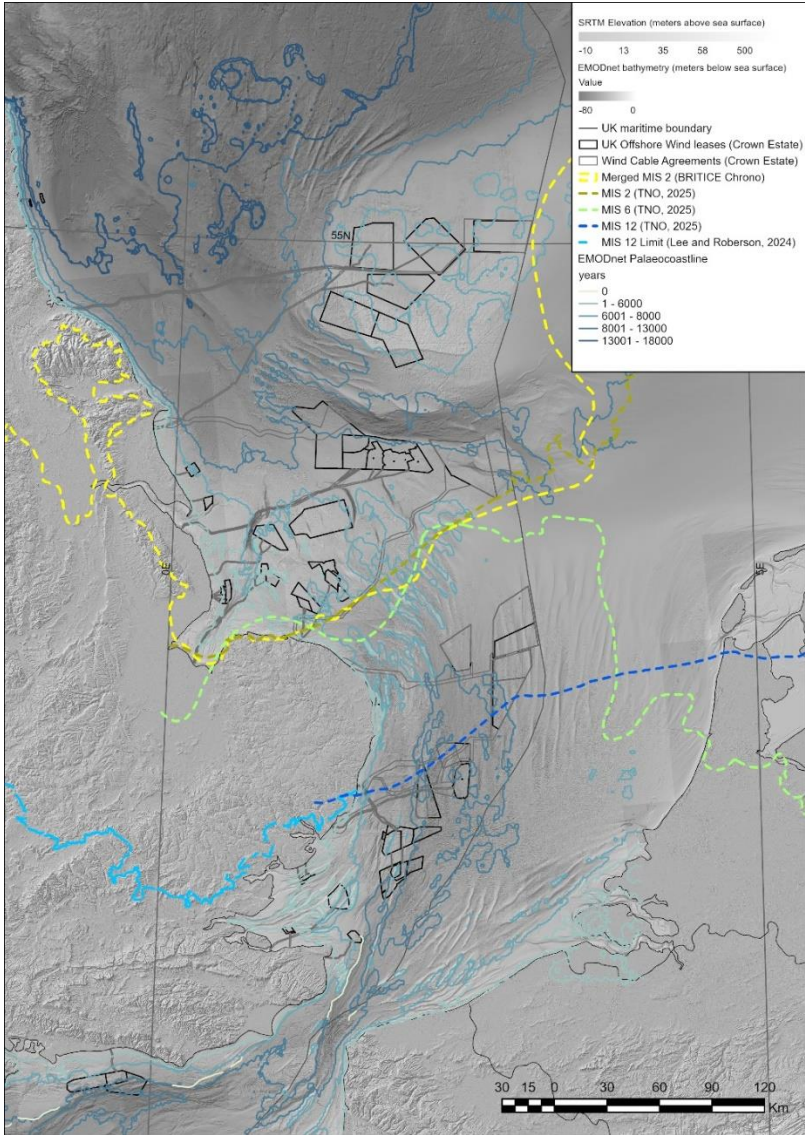 SRTM Elevation (meters above sea surface)
-10 13 35 58 500
EMODnet bathymetry (meters below sea surface)
Value
-80 0
UK maritime boundary
UK Offshore Wind leases (Crown Estate)
Wind Cable Agreements (Crown Estate)
Merged MIS 2 (BRITICE Chrono)
MIS 2 (TNO, 2025)
MIS 6 (TNO, 2025)
MIS 12 (TNO, 2025)
MIS 12 Limit (Lee and Roberson, 2024)
EMODnet Palaeocoastline
years
0
1 - 6000
6001 - 8000
8001 - 13000
13001 - 18000
55N
0E
5E
30 15 0 30 60 90 120
Km